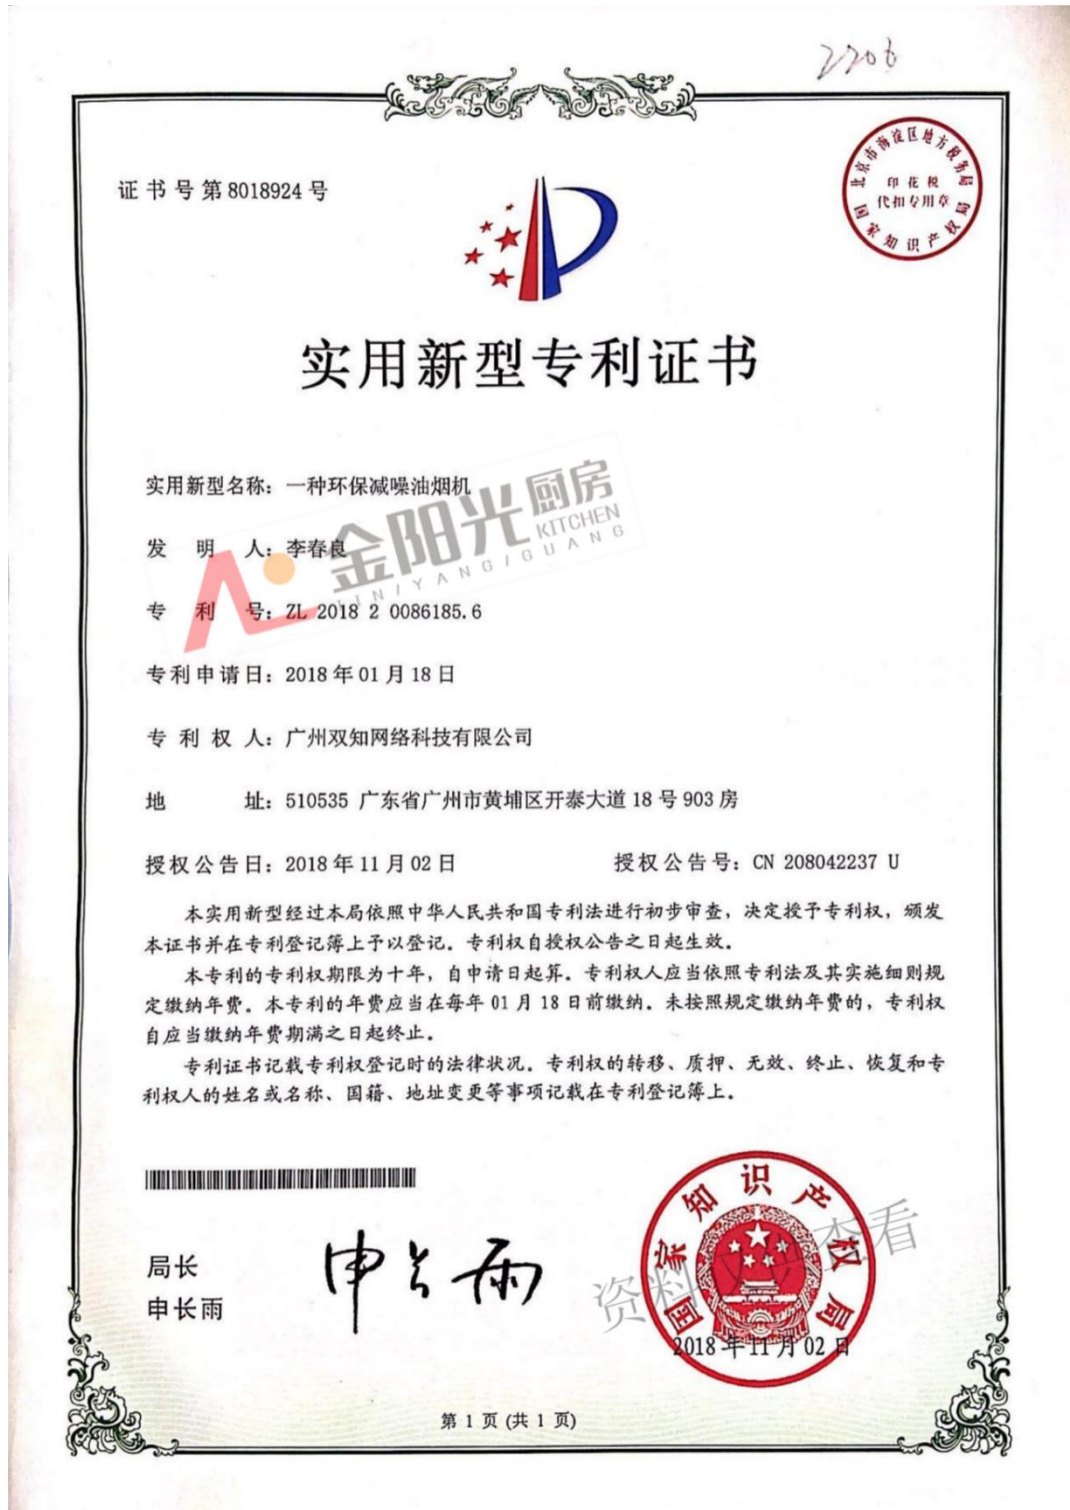 2206
证书号第8018924号
北京市海淀区地方税务局
印花税
代扣专用章
国家知识产权局
实用新型专利证书
实用新型名称：一种环保减噪油烟机
发明人：李春良
专利号：ZL 2018 2 0086185.6
专利申请日：2018年01月18日
专利权人：广州双知网络科技有限公司
地址：510535 广东省广州市黄埔区开泰大道18号903房
授权公告日：2018年11月02日
授权公告号：CN 208042237 U
金阳光厨房
KITCHEN
JIN/YANG/GUANG
本实用新型经过本局依照中华人民共和国专利法进行初步审查，决定授予专利权，颁发
本证书并在专利登记簿上予以登记。专利权自授权公告之日起生效。
本专利的专利权期限为十年，自申请日起算。专利权人应当依照专利法及其实施细则规
定缴纳年费。本专利的年费应当在每年01月18日前缴纳。未按照规定缴纳年费的，专利权
自应当缴纳年费期满之日起终止。
专利证书记载专利权登记时的法律状况。专利权的转移、质押、无效、终止、恢复和专
利权人的姓名或名称、国籍、地址变更等事项记载在专利登记簿上。
局长
申长雨
申长雨
国家知识产权局
2018年11月02日
资料
查看
第1页(共1页)